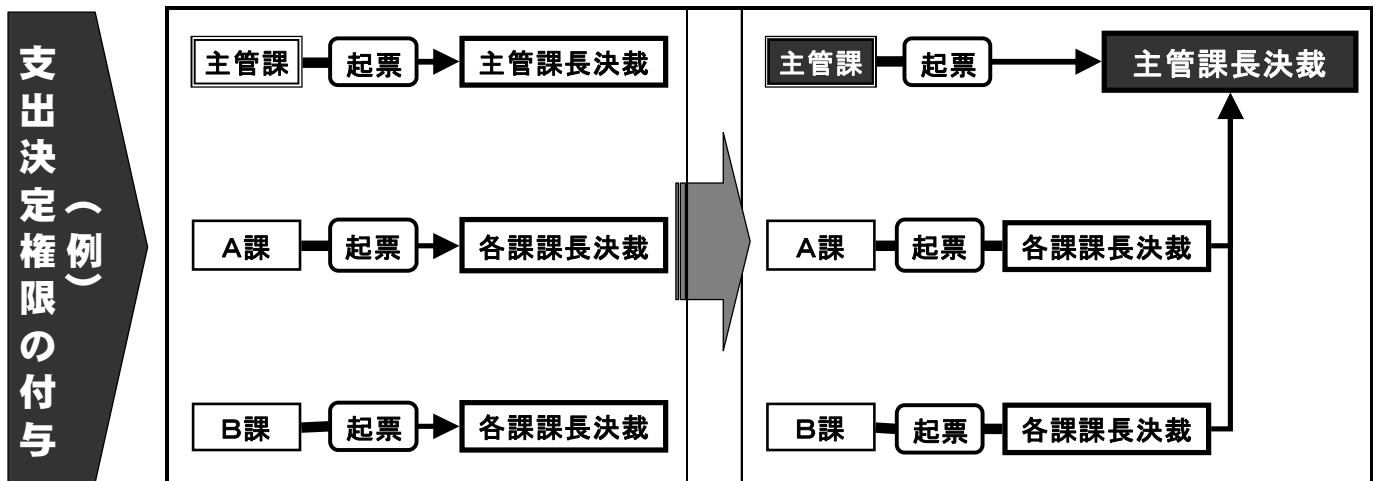 支出決定権限の付与
（例）
主管課 起票 主管課長決裁
A課 起票 各課課長決裁
B課 起票 各課課長決裁
主管課 起票 主管課長決裁
A課 起票 各課課長決裁
B課 起票 各課課長決裁